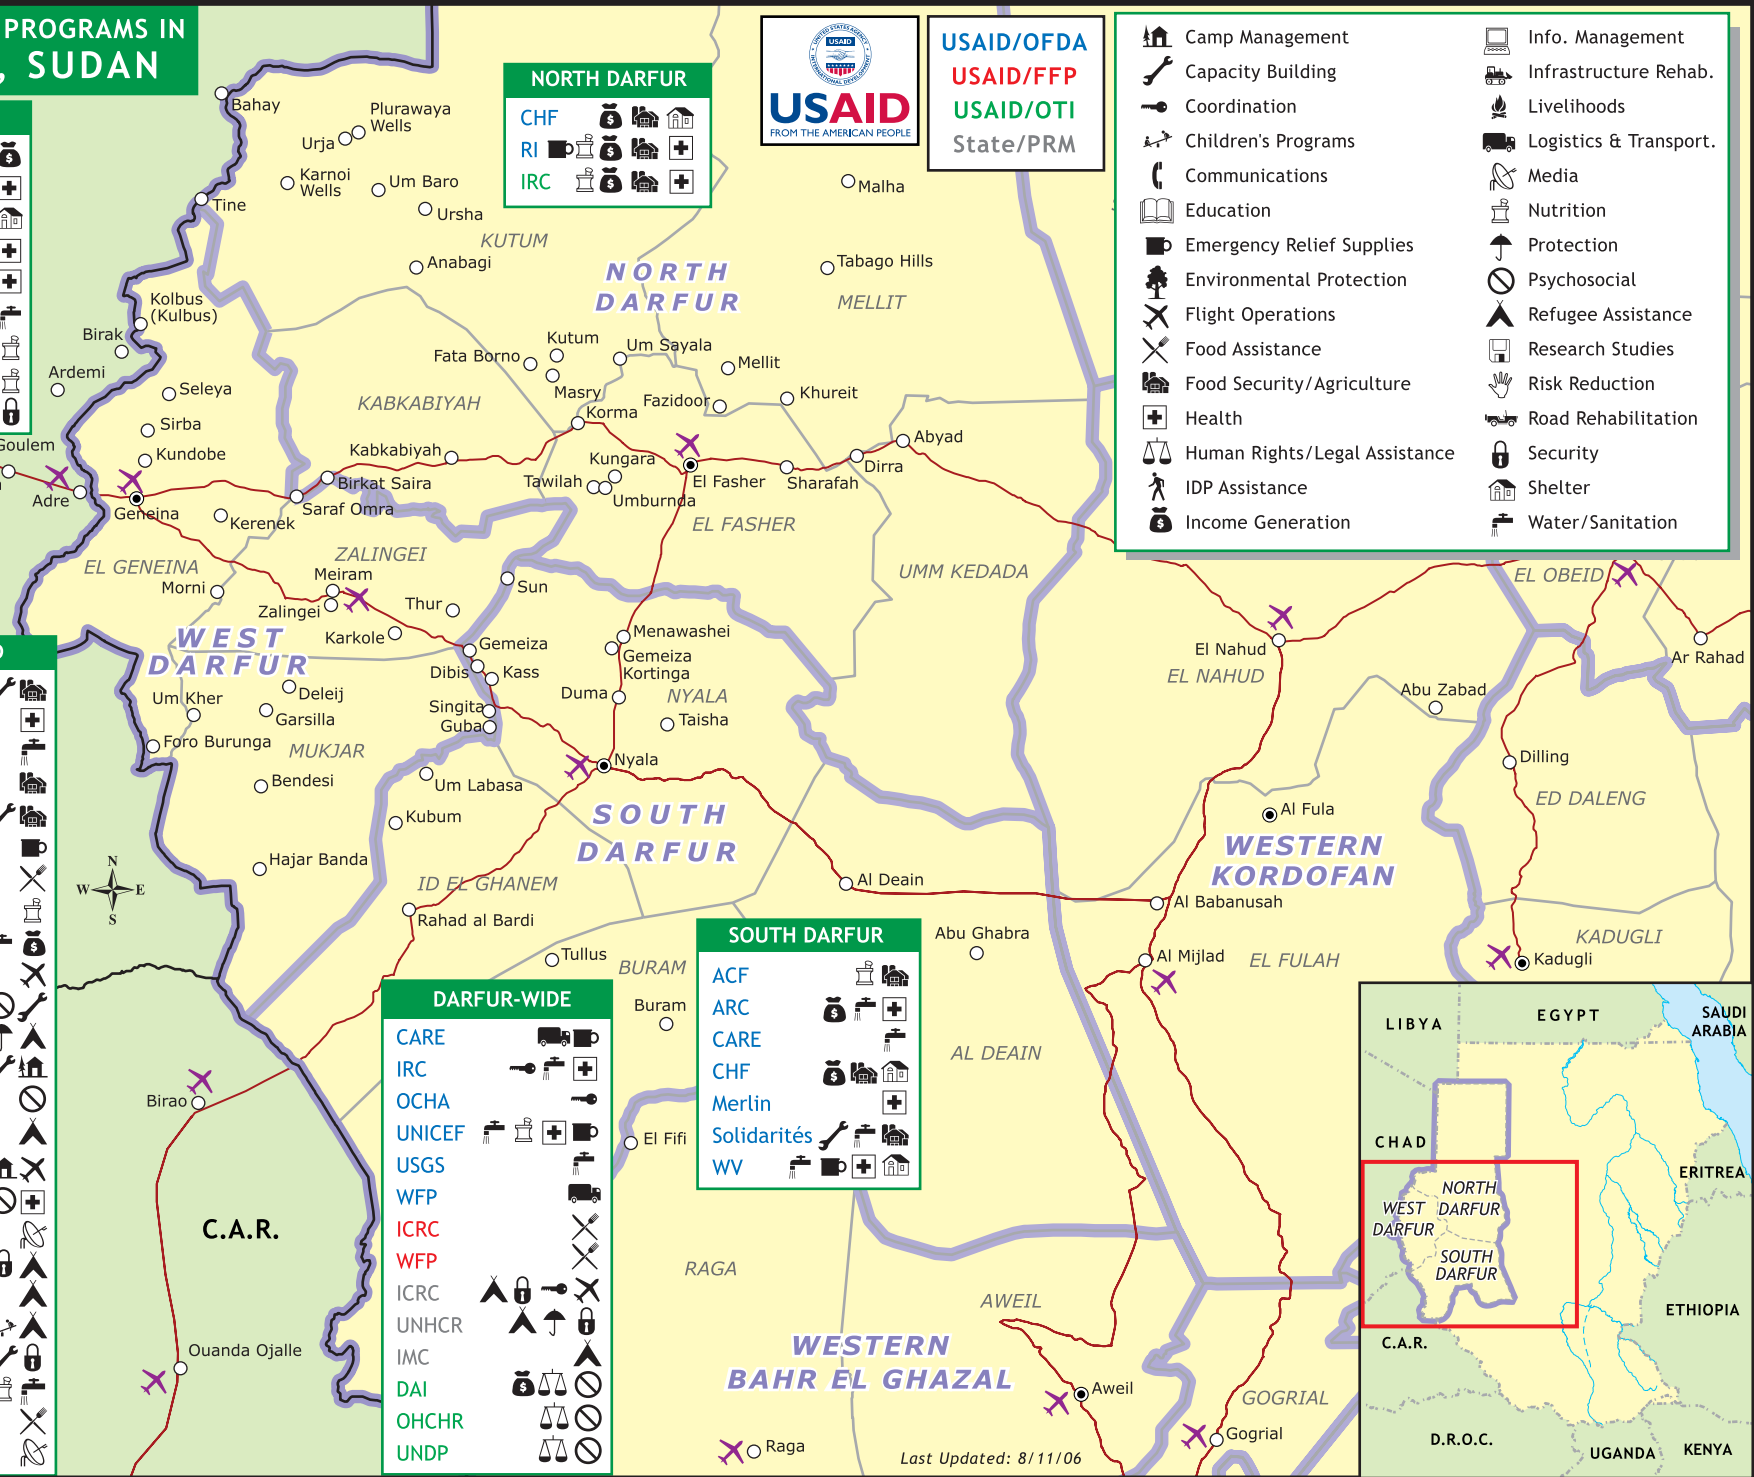 PROGRAMS IN
, SUDAN
NORTH DARFUR
CHF
RI
IRC
UNITED STATES AGENCY
USAID
INTERNATIONAL DEVELOPMENT
USAID
FROM THE AMERICAN PEOPLE
USAID/OFDA
USAID/FFP
USAID/OTI
State/PRM
Camp Management
Capacity Building
Coordination
Children's Programs
Communications
Education
Emergency Relief Supplies
Environmental Protection
Flight Operations
Food Assistance
Food Security/Agriculture
Health
Human Rights/Legal Assistance
IDP Assistance
Income Generation
Info. Management
Infrastructure Rehab.
Livelihoods
Logistics & Transport.
Media
Nutrition
Protection
Psychosocial
Refugee Assistance
Research Studies
Risk Reduction
Road Rehabilitation
Security
Shelter
Water/Sanitation
Bahay
Plurawaya
Wells
Urja
Karnoi
Wells
Um Baro
Ursha
Tine
KUTUM
Anabagi
Malha
Tabago Hills
MELLIT
NORTH
DARFUR
Kolbus
(Kulbus)
Birak
Ardemi
Seleya
Sirba
Kundobe
Goulem
Adre
Geneina
Kutum
Fata Borno
Masry
Um Sayala
Mellit
Fazidoor
Khureit
KABKABIYAH
Korma
Kabkabiyah
Birkat Saira
Saraf Omra
Kerenek
Kungara
Tawilah
Umburnda
El Fasher
Sharafah
Dirra
Abyad
EL FASHER
UMM KEDADA
EL GENEINA
ZALINGEI
Morni
Meiram
Zalingei
Thur
Sun
Karkole
WEST
DARFUR
Gemeiza
Dibis
Kass
Menawashei
Gemeiza
Kortinga
Duma
NYALA
Taisha
Um Kher
Deleij
Garsilla
Singita
Guba
Foro Burunga
MUKJAR
Bendesi
Um Labasa
Nyala
Kubum
Hajar Banda
SOUTH
DARFUR
ID EL GHANEM
Rahad al Bardi
Al Deain
Tullus
BURAM
Buram
Abu Ghabra
AL DEAIN
El Fifi
EL OBEID
El Nahud
EL NAHUD
Ar Rahad
Abu Zabad
Dilling
ED DALENG
Al Fula
WESTERN
KORDOFAN
Al Babanusah
Al Mijlad
EL FULAH
KADUGLI
Kadugli
N
W E
S
Birao
C.A.R.
Ouanda Ojalle
D
DARFUR-WIDE
CARE
IRC
OCHA
UNICEF
USGS
WFP
ICRC
WFP
ICRC
UNHCR
IMC
DAI
OHCHR
UNDP
SOUTH DARFUR
ACF
ARC
CARE
CHF
Merlin
Solidarités
WV
RAGA
AWEIL
WESTERN
BAHR EL GHAZAL
Aweil
GOGRIAL
Gogrial
Raga
Last Updated: 8/11/06
LIBYA
EGYPT
SAUDI
ARABIA
CHAD
ERITREA
NORTH
DARFUR
WEST
DARFUR
SOUTH
DARFUR
ETHIOPIA
C.A.R.
D.R.O.C.
UGANDA
KENYA